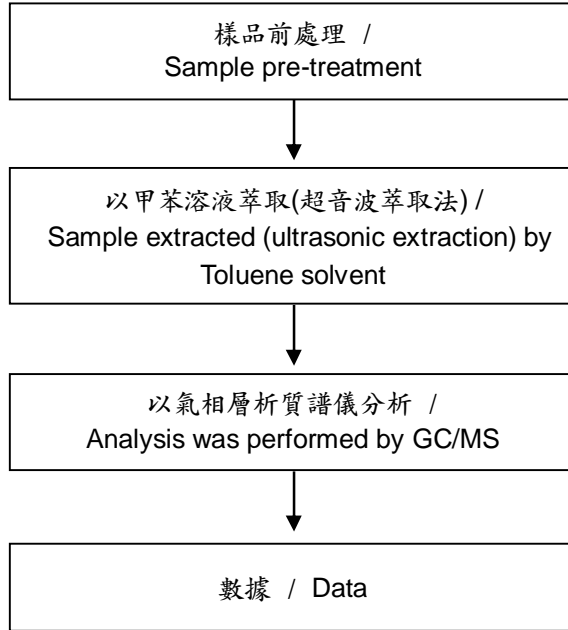 樣品前處理 /
Sample pre-treatment
以甲苯溶液萃取(超音波萃取法) /
Sample extracted (ultrasonic extraction) by
Toluene solvent
以氣相層析質譜儀分析 /
Analysis was performed by GC/MS
數據 / Data